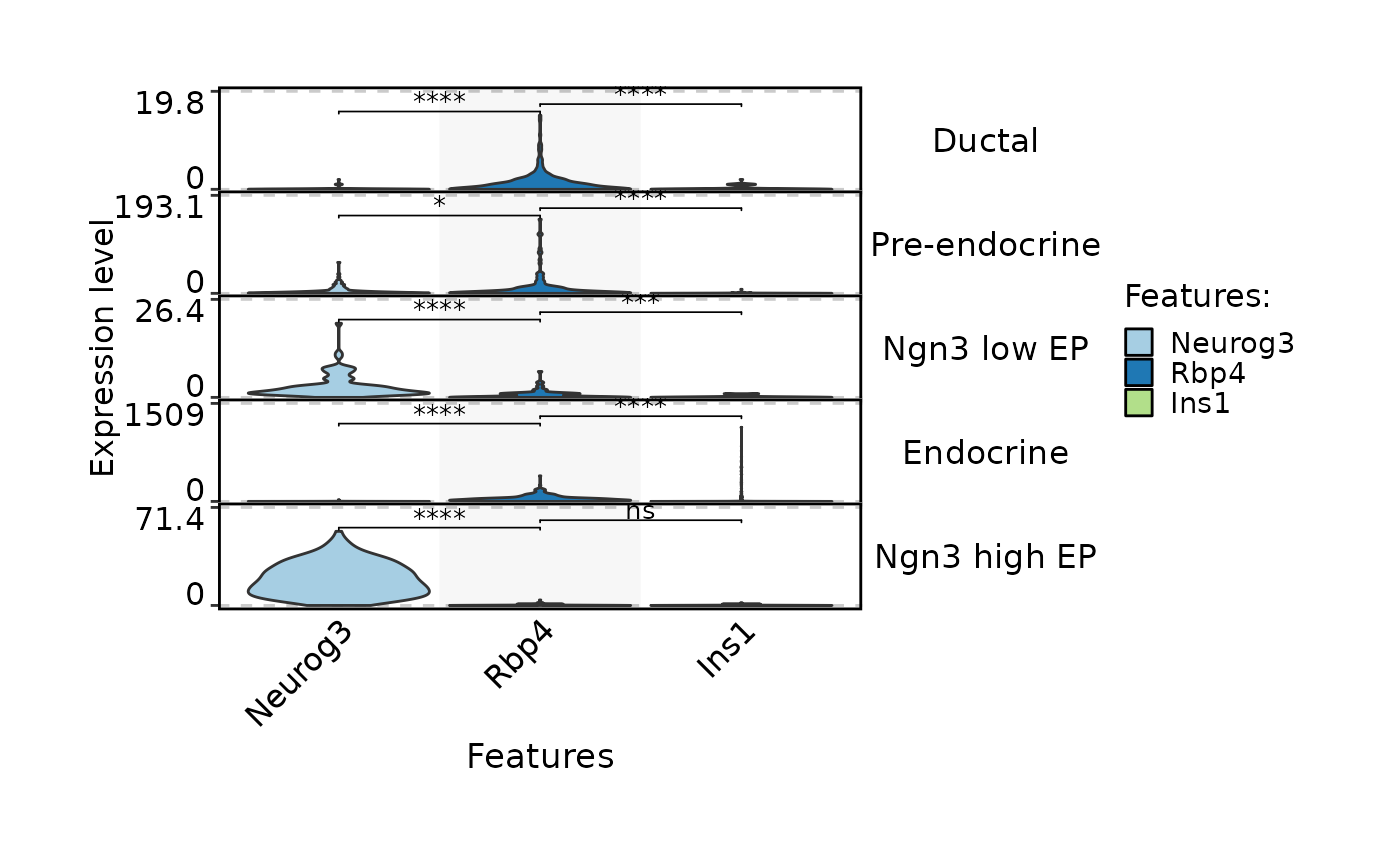 Expression level
19.8
0
**** ****
Ductal
193.1
0
* ****
Pre-endocrine
26.4
0
**** ***
Ngn3 low EP
1509
0
**** ****
Endocrine
71.4
0
**** ns
Ngn3 high EP
Neurog3 Rbp4 Ins1
Features
Features:
Neurog3
Rbp4
Ins1